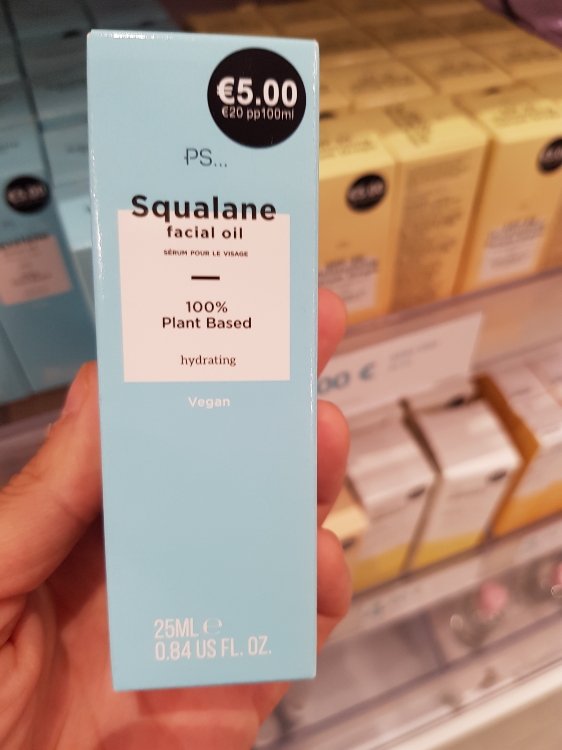 €5.00
€20 pp100ml
PS...
Squalane
facial oil
SÉRUM POUR LE VISAGE
100%
Plant Based
hydrating
Vegan
25ML ℮
0.84 US FL. OZ.
00 €